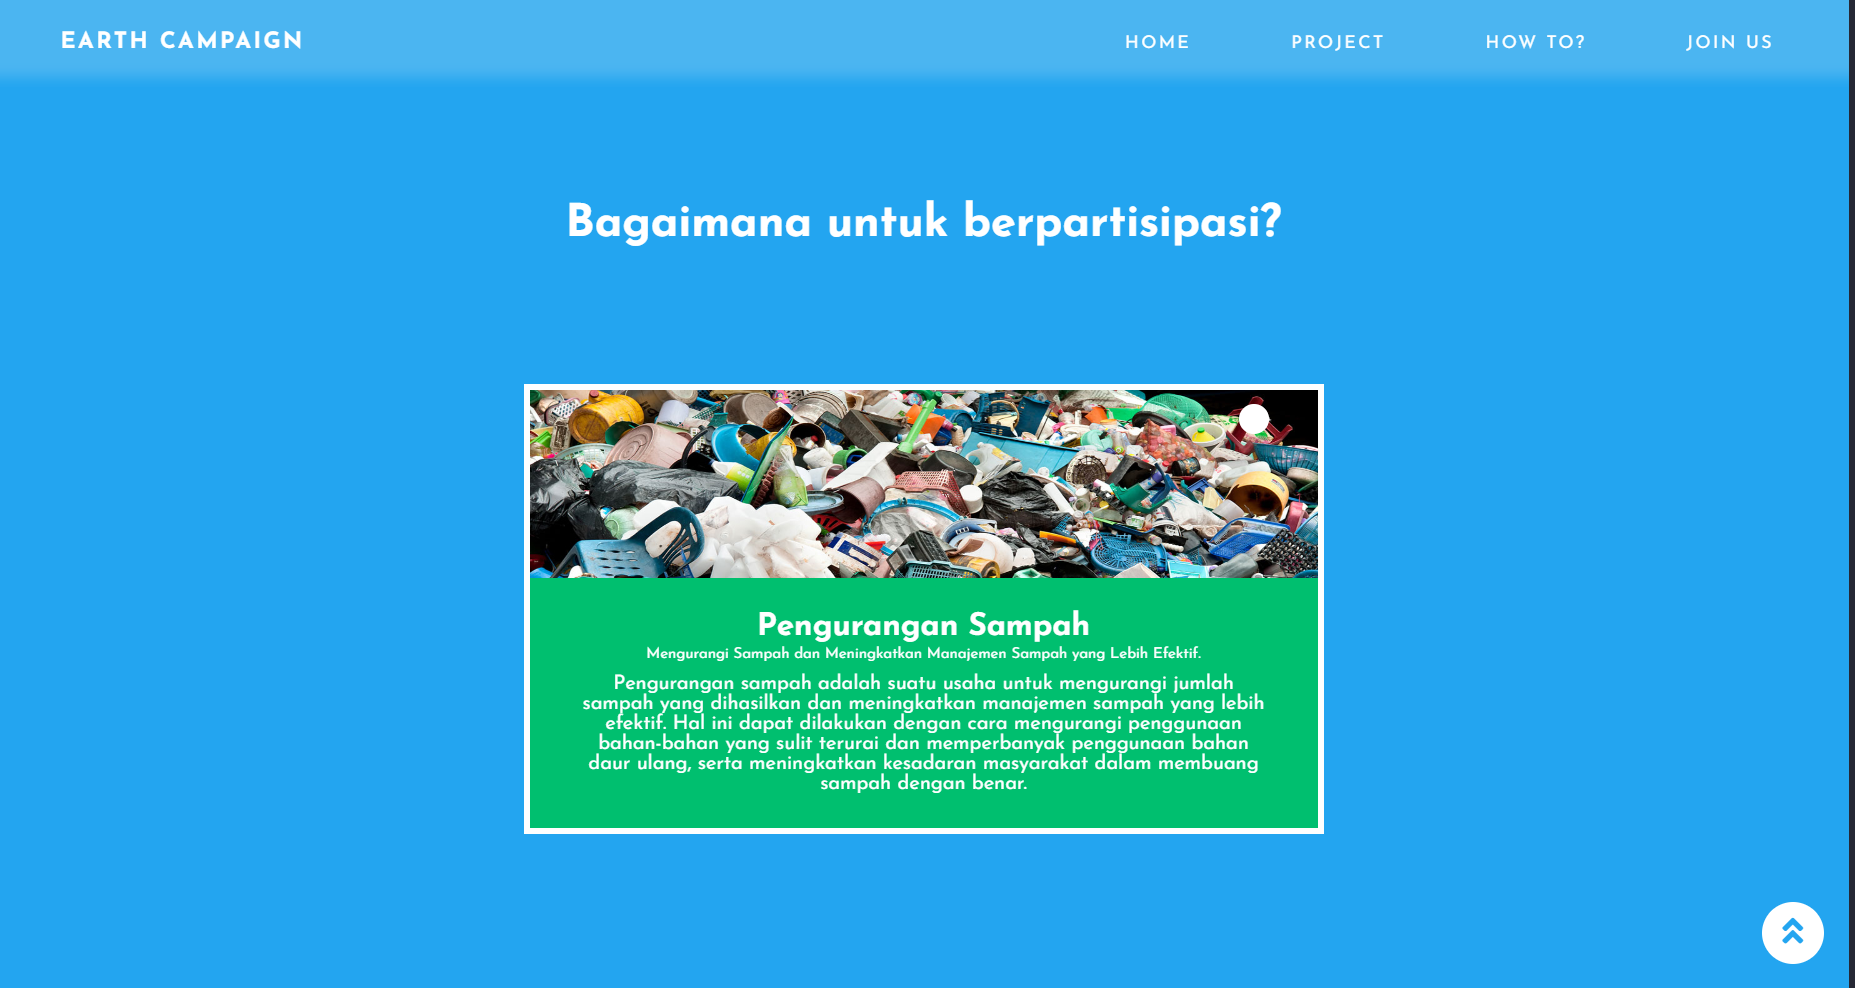 EARTH CAMPAIGN
HOME
PROJECT
HOW TO?
JOIN US
Bagaimana untuk berpartisipasi?
Pengurangan Sampah
Mengurangi Sampah dan Meningkatkan Manajemen Sampah yang Lebih Efektif.
Pengurangan sampah adalah suatu usaha untuk mengurangi jumlah
sampah yang dihasilkan dan meningkatkan manajemen sampah yang lebih
efektif. Hal ini dapat dilakukan dengan cara mengurangi penggunaan
bahan-bahan yang sulit terurai dan memperbanyak penggunaan bahan
daur ulang, serta meningkatkan kesadaran masyarakat dalam membuang
sampah dengan benar.